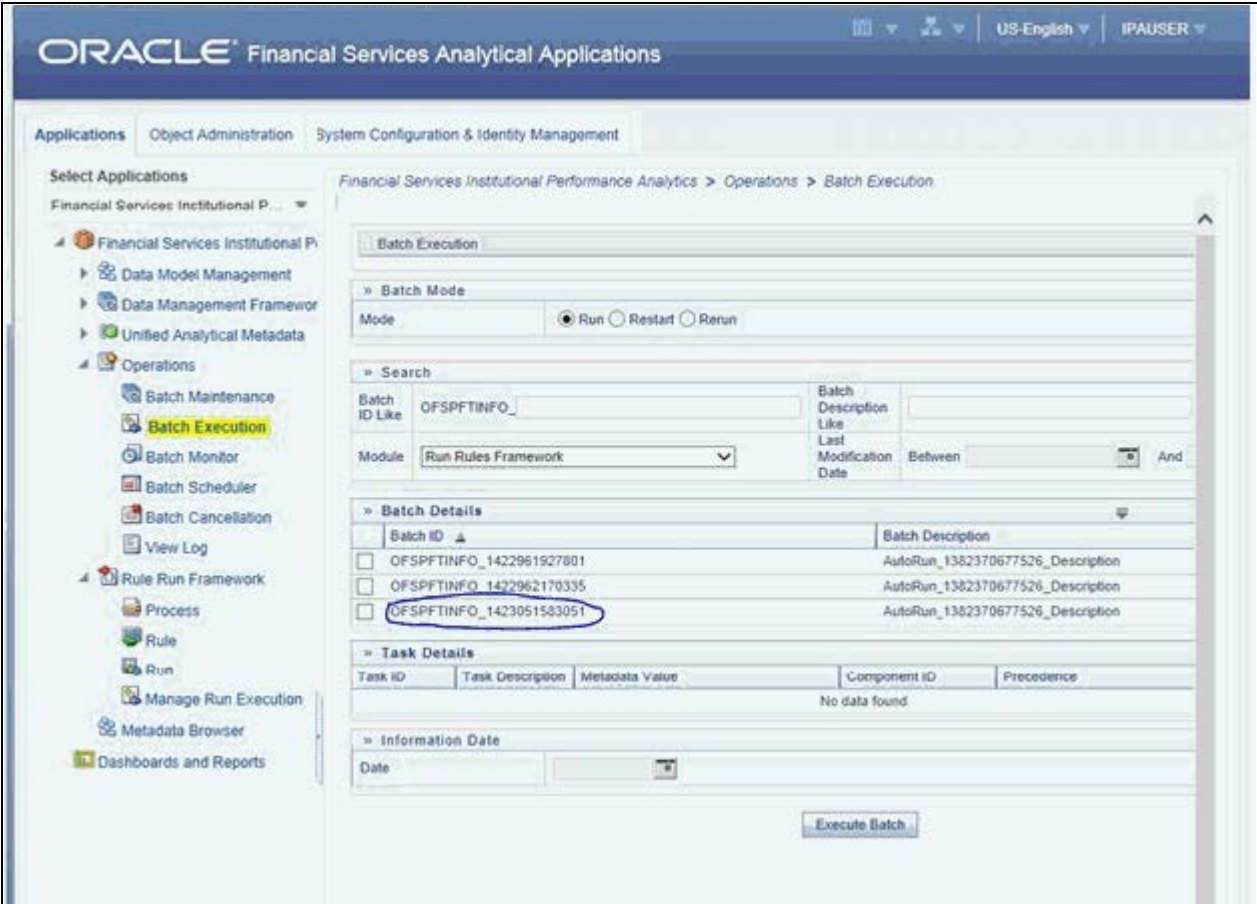 US-English
IPAUSER
ORACLE Financial Services Analytical Applications
Applications
Object Administration
System Configuration & Identity Management
Select Applications
Financial Services Institutional P...
Financial Services Institutional P
Data Model Management
Data Management Framewor
Unified Analytical Metadata
Operations
Batch Maintenance
Batch Execution
Batch Monitor
Batch Scheduler
Batch Cancellation
View Log
Rule Run Framework
Process
Rule
Run
Manage Run Execution
Metadata Browser
Dashboards and Reports
Financial Services Institutional Performance Analytics > Operations > Batch Execution
Batch Execution
» Batch Mode
Mode
Run Restart Rerun
» Search
Batch
ID Like
OFSPFTINFO_
Batch
Description
Like
Module
Run Rules Framework
Last
Modification
Date
Between
And
» Batch Details
Batch ID
Batch Description
OFSPFTINFO_1422961927801
AutoRun_1382370677526_Description
OFSPFTINFO_1422962170335
AutoRun_1382370677526_Description
OFSPFTINFO_1423051583051
AutoRun_1382370677526_Description
» Task Details
Task ID
Task Description
Metadata Value
Component ID
Precedence
No data found
» Information Date
Date
Execute Batch